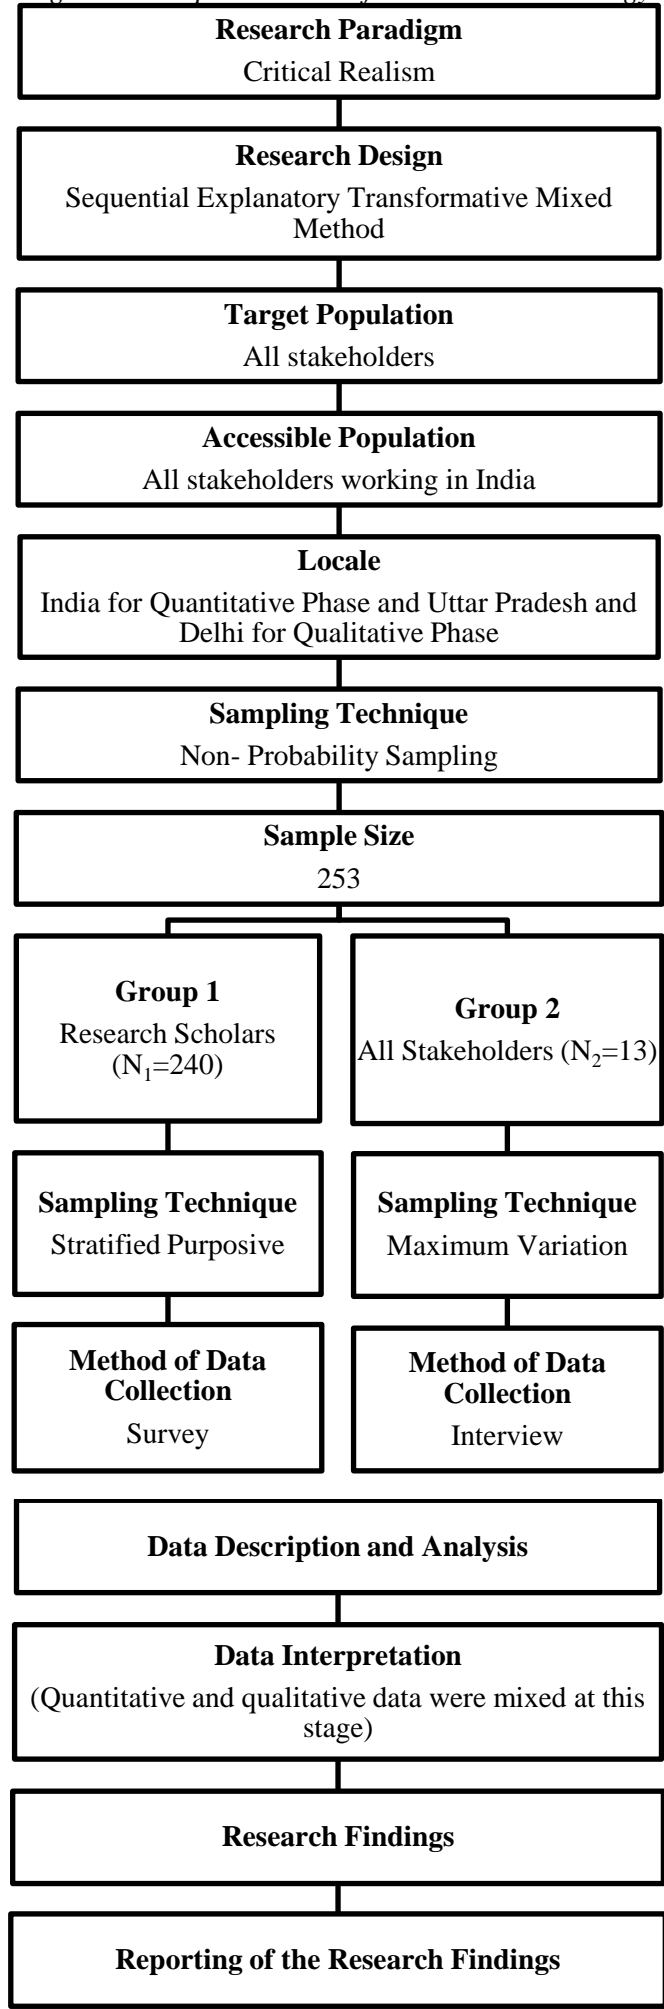 Research Paradigm
Critical Realism
Research Design
Sequential Explanatory Transformative Mixed
Method
Target Population
All stakeholders
Accessible Population
All stakeholders working in India
Locale
India for Quantitative Phase and Uttar Pradesh and
Delhi for Qualitative Phase
Sampling Technique
Non- Probability Sampling
Sample Size
253
Group 1
Research Scholars
(N₁=240)
Group 2
All Stakeholders (N₂=13)
Sampling Technique
Stratified Purposive
Sampling Technique
Maximum Variation
Method of Data
Collection
Survey
Method of Data
Collection
Interview
Data Description and Analysis
Data Interpretation
(Quantitative and qualitative data were mixed at this
stage)
Research Findings
Reporting of the Research Findings